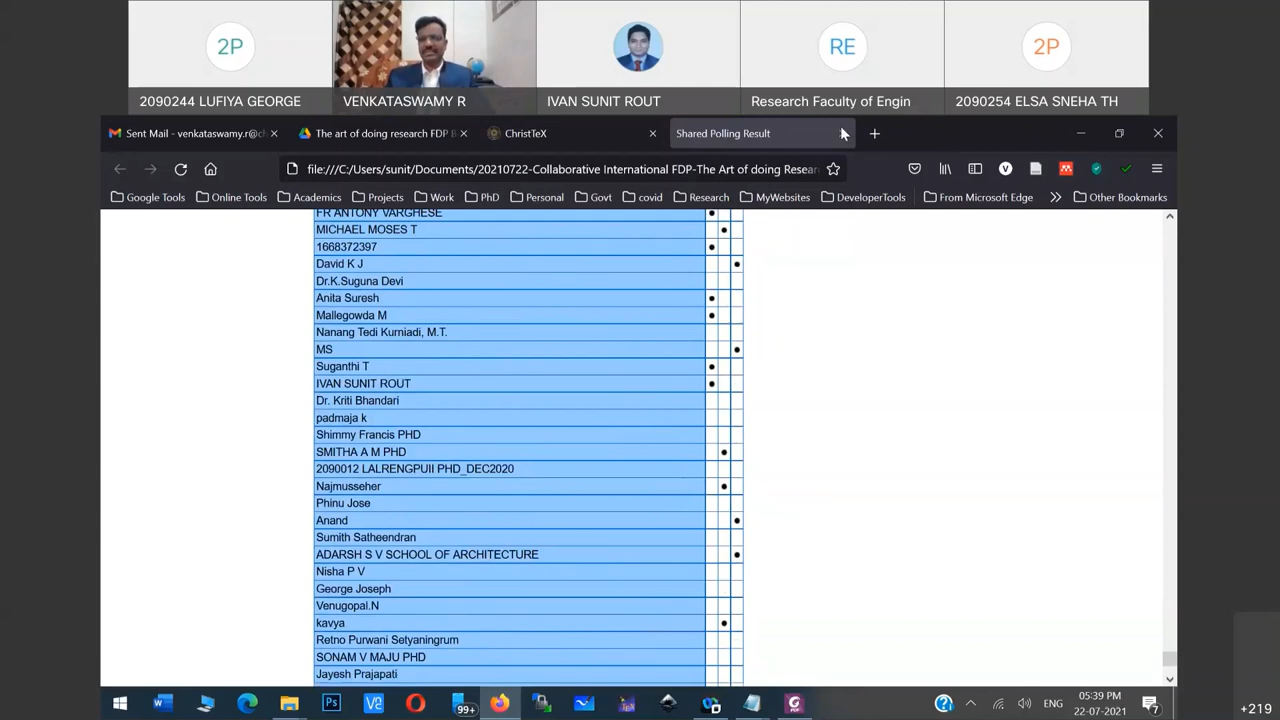 2P
RE
2P
2090244 LUFIYA GEORGE
VENKATASWAMY R
IVAN SUNIT ROUT
Research Faculty of Engin
2090254 ELSA SNEHA TH
Sent Mail - venkataswamy.r@c
The art of doing research FDP B
ChristTeX
Shared Polling Result
file:///C:/Users/sunit/Documents/20210722-Collaborative International FDP-The Art of doing Resear
Google Tools
Online Tools
Academics
Projects
Work
PhD
Personal
Govt
covid
Research
MyWebsites
DeveloperTools
From Microsoft Edge
Other Bookmarks
FR ANTONY VARGHESE
MICHAEL MOSES T
1668372397
David K J
Dr.K.Suguna Devi
Anita Suresh
Mallegowda M
Nanang Tedi Kurniadi, M.T.
MS
Suganthi T
IVAN SUNIT ROUT
Dr. Kriti Bhandari
padmaja k
Shimmy Francis PHD
SMITHA A M PHD
2090012 LALRENGPUII PHD_DEC2020
Najmusseher
Phinu Jose
Anand
Sumith Satheendran
ADARSH S V SCHOOL OF ARCHITECTURE
Nisha P V
George Joseph
Venugopal.N
kavya
Retno Purwani Setyaningrum
SONAM V MAJU PHD
Jayesh Prajapati
99+
ENG
05:39 PM
22-07-2021
7
+219